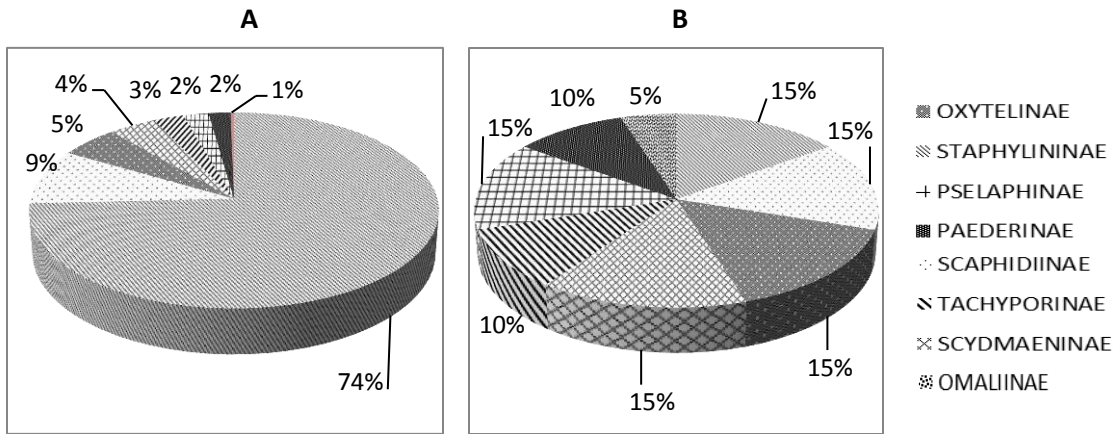 A
B
4%
3%
2%
2%
1%
5%
9%
74%
10%
5%
15%
15%
15%
10%
15%
15%
OXYTELINAE
STAPHYLININAE
PSELAPHINAE
PAEDERINAE
SCAPHIDIINAE
TACHYPORINAE
SCYDMAENINAE
OMALIINAE